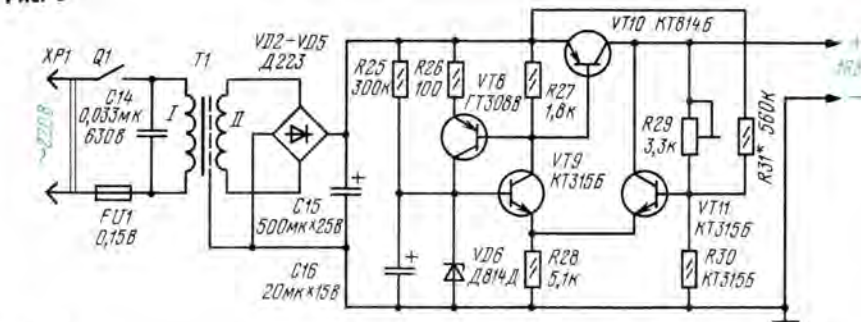 XP1
Q1
T1
VD2-VD5
Д223
VT10 КТ814Б
~220В
C14
0,033мк
630В
I
II
FU1
0,15В
R25
300к
R26
100
VT8
ГТ308В
R27
1,8к
R29
3,3к
R31* 560к
VT9
КТ315Б
VT11
КТ315Б
+
C15
500мк×25В
+
C16
20мк×15В
VD6
Д814Д
R28
5,1к
R30
КТ315Б